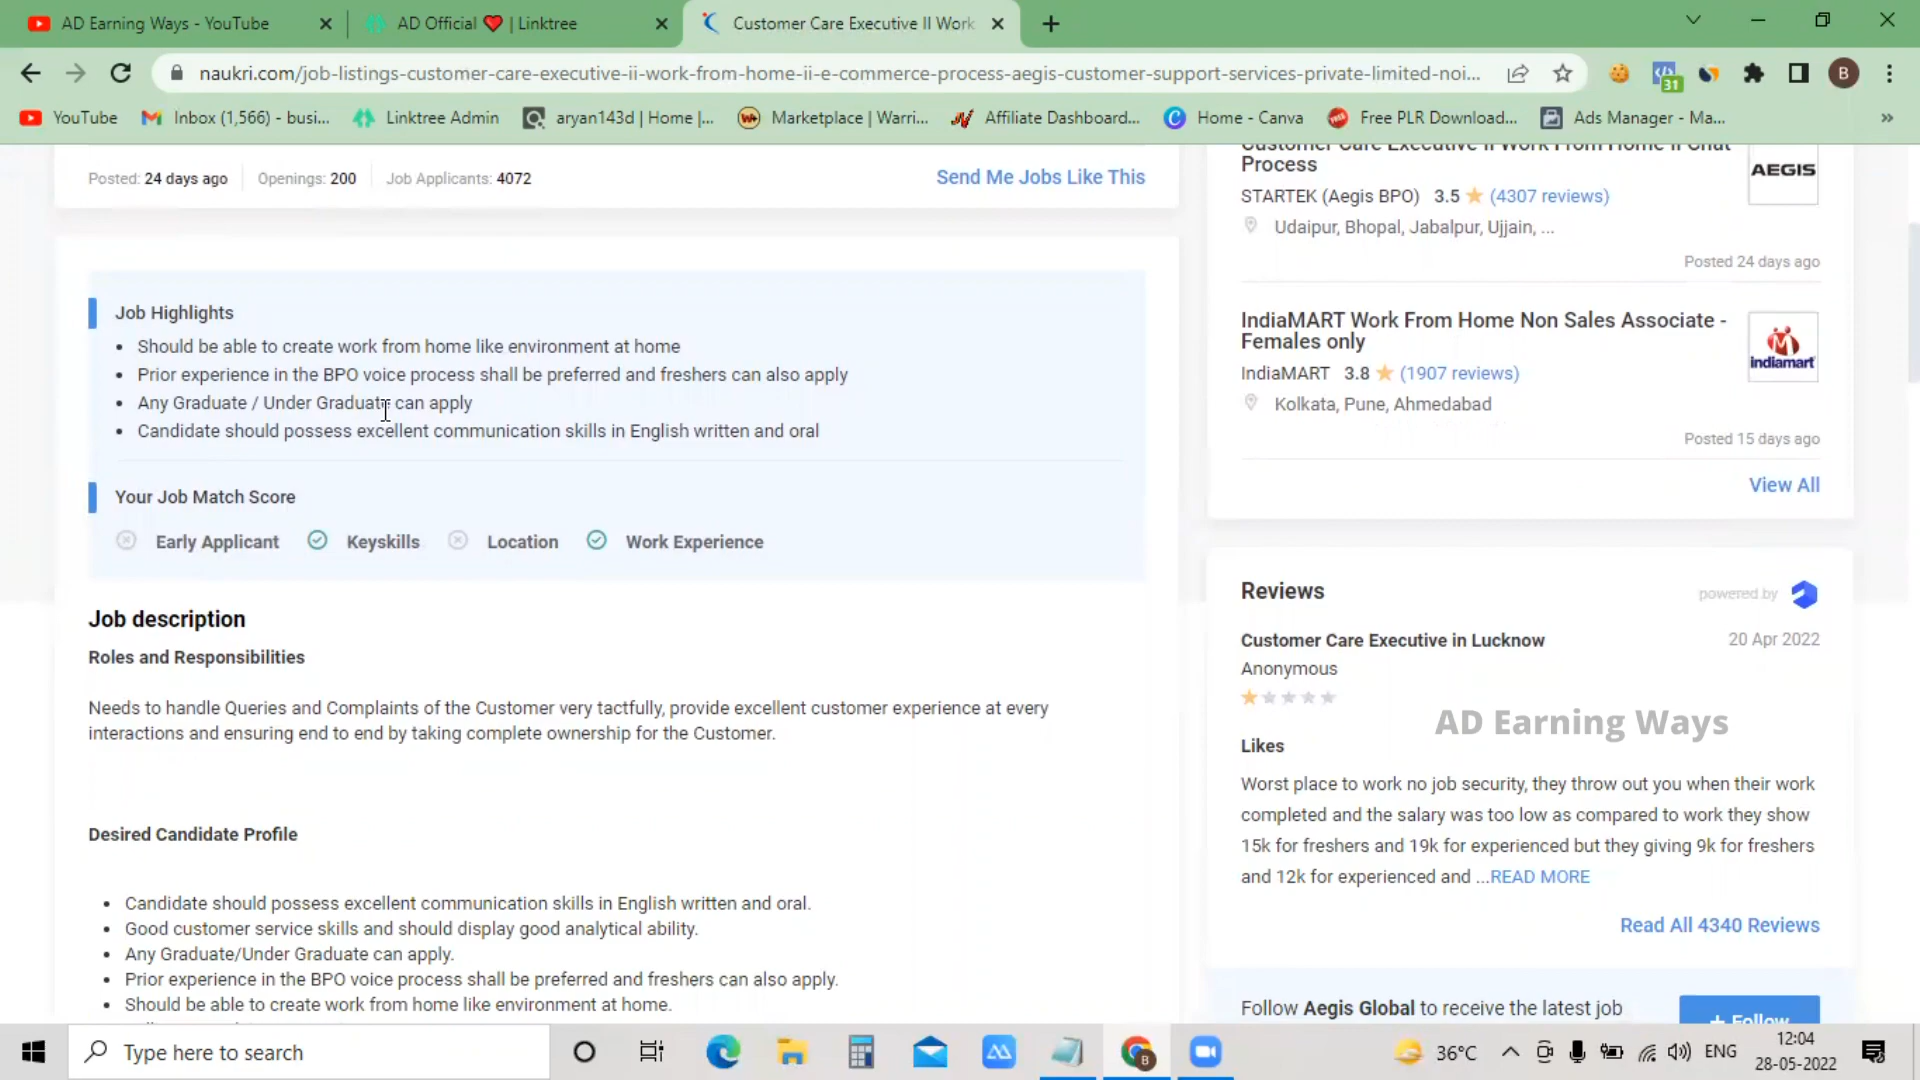 AD Earning Ways - YouTube
AD Official ❤️ | Linktree
Customer Care Executive II Work
naukri.com/job-listings-customer-care-executive-ii-work-from-home-ii-e-commerce-process-aegis-customer-support-services-private-limited-noi...
31
B
YouTube
Inbox (1,566) - busi...
Linktree Admin
aryan143d | Home |...
Marketplace | Warri...
Affiliate Dashboard...
Home - Canva
Free PLR Download...
Ads Manager - Ma...
»
Posted: 24 days ago
Openings: 200
Job Applicants: 4072
Send Me Jobs Like This
Job Highlights
• Should be able to create work from home like environment at home
• Prior experience in the BPO voice process shall be preferred and freshers can also apply
• Any Graduate / Under Graduate can apply
• Candidate should possess excellent communication skills in English written and oral
Your Job Match Score
Early Applicant
Keyskills
Location
Work Experience
Job description
Roles and Responsibilities
Needs to handle Queries and Complaints of the Customer very tactfully, provide excellent customer experience at every
interactions and ensuring end to end by taking complete ownership for the Customer.
Desired Candidate Profile
• Candidate should possess excellent communication skills in English written and oral.
• Good customer service skills and should display good analytical ability.
• Any Graduate/Under Graduate can apply.
• Prior experience in the BPO voice process shall be preferred and freshers can also apply.
• Should be able to create work from home like environment at home.
Customer Care Executive II Work From Home II Chat
Process
AEGIS
STARTEK (Aegis BPO) 3.5 (4307 reviews)
Udaipur, Bhopal, Jabalpur, Ujjain, ...
Posted 24 days ago
IndiaMART Work From Home Non Sales Associate -
Females only
indiamart
IndiaMART 3.8 (1907 reviews)
Kolkata, Pune, Ahmedabad
Posted 15 days ago
View All
Reviews
powered by
Customer Care Executive in Lucknow
20 Apr 2022
Anonymous
AD Earning Ways
Likes
Worst place to work no job security, they throw out you when their work
completed and the salary was too low as compared to work they show
15k for freshers and 19k for experienced but they giving 9k for freshers
and 12k for experienced and ...READ MORE
Read All 4340 Reviews
Follow Aegis Global to receive the latest job
+ Follow
Type here to search
B
36°C
ENG
12:04
28-05-2022